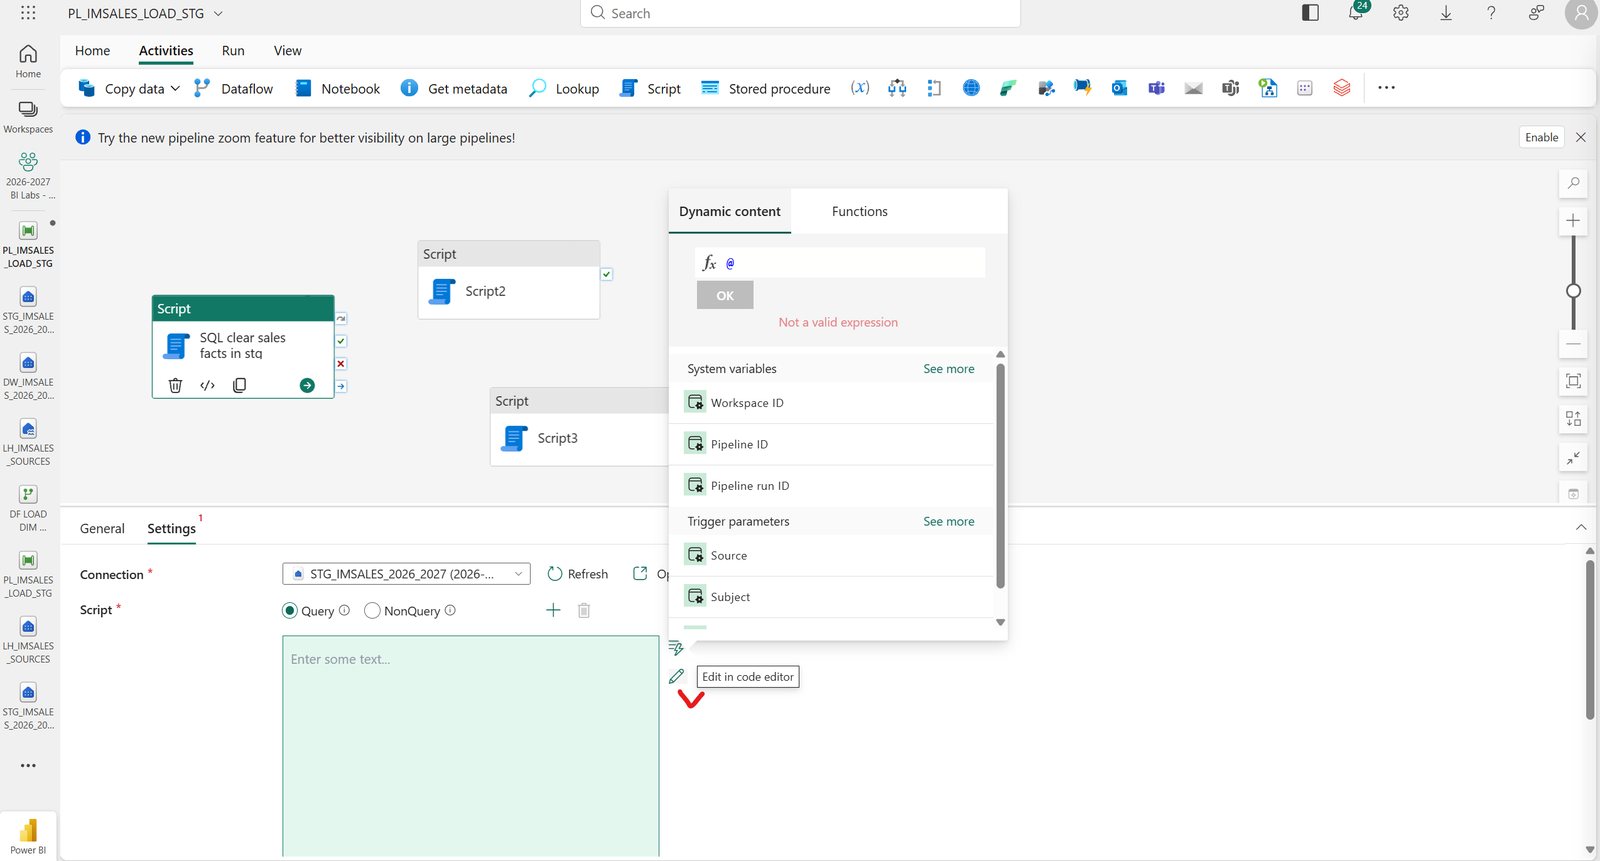 PL_IMSALES_LOAD_STG
Search
24
Home
Activities
Run
View
Copy data
Dataflow
Notebook
Get metadata
Lookup
Script
Stored procedure
(x)
Try the new pipeline zoom feature for better visibility on large pipelines!
Enable
Home
Workspaces
2026-2027
BI Labs - ...
PL_IMSALES
_LOAD_STG
STG_IMSALE
S_2026_20...
DW_IMSALE
S_2026_20...
LH_IMSALES
_SOURCES
DF LOAD
DIM ...
PL_IMSALES
_LOAD_STG
LH_IMSALES
_SOURCES
STG_IMSALE
S_2026_20...
Power BI
Script
SQL clear sales
facts in stg
Script
Script2
Script
Script3
Dynamic content
Functions
fx @
OK
Not a valid expression
System variables
See more
Workspace ID
Pipeline ID
Pipeline run ID
Trigger parameters
See more
Source
Subject
General
Settings 1
Connection *
STG_IMSALES_2026_2027 (2026-...
Refresh
Op
Script *
Query
NonQuery
Enter some text...
Edit in code editor